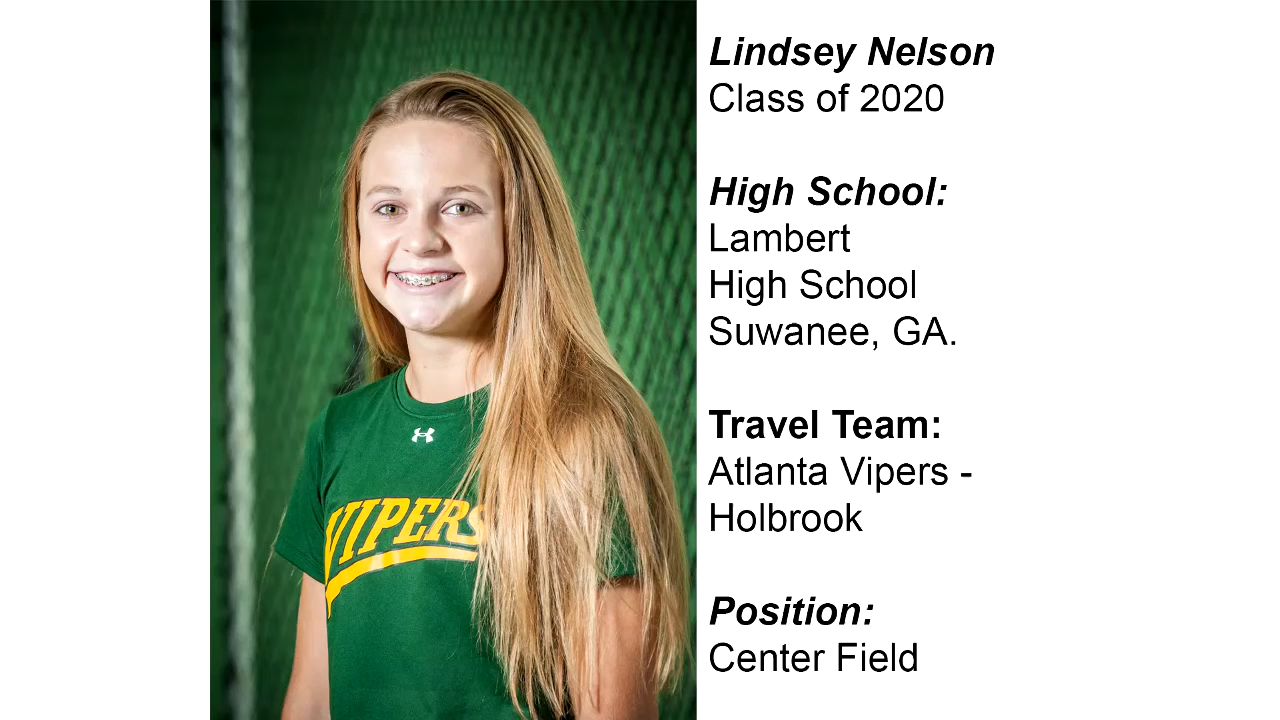 Lindsey Nelson
Class of 2020
High School:
Lambert
High School
Suwanee, GA.
Travel Team:
Atlanta Vipers -
Holbrook
Position:
Center Field
VIPERS